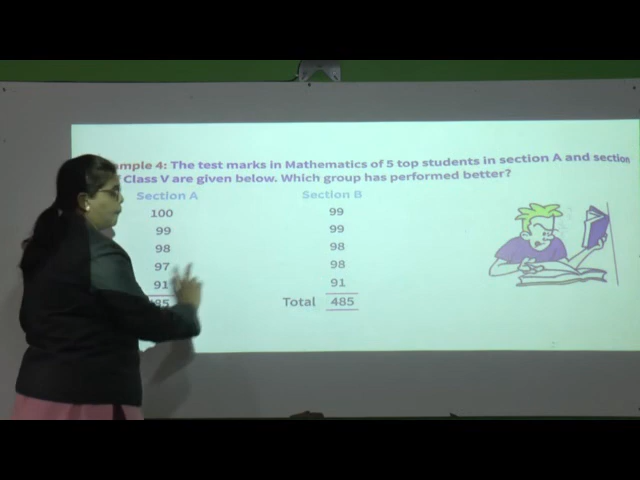 mple 4: The test marks in Mathematics of 5 top students in section A and section
f Class V are given below. Which group has performed better?
Section A Section B
100 99
99 99
98 98
97 98
91 91
485 Total 485